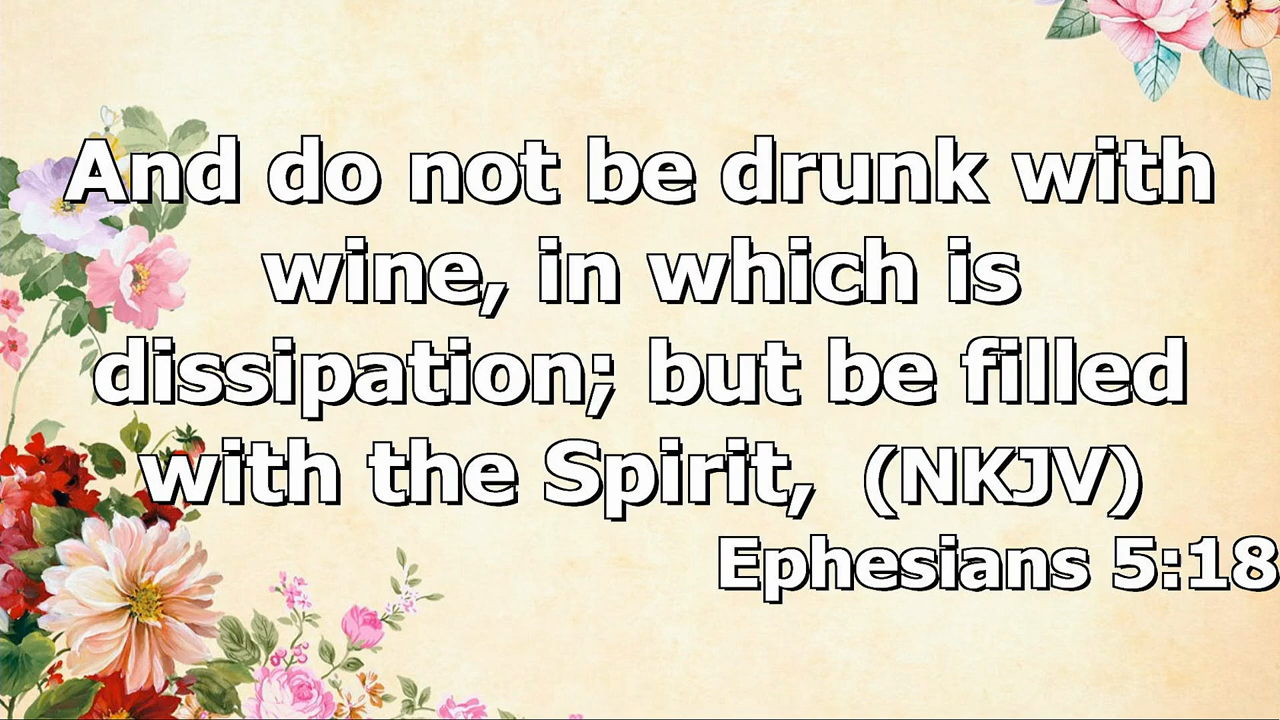 And do not be drunk with
wine, in which is
dissipation; but be filled
with the Spirit, (NKJV)
Ephesians 5:18